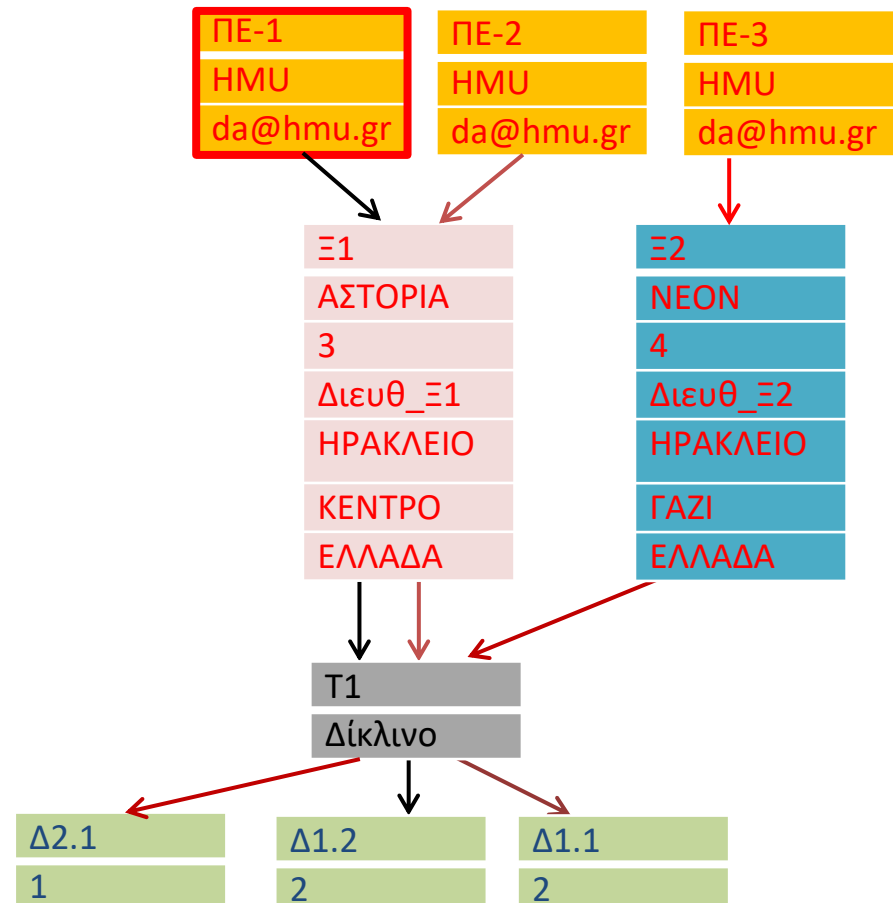 ΠΕ-1
HMU
da@hmu.gr
ΠΕ-2
HMU
da@hmu.gr
ΠΕ-3
HMU
da@hmu.gr
Ξ1
ΑΣΤΟΡΙΑ
3
Διευθ_Ξ1
ΗΡΑΚΛΕΙΟ
ΚΕΝΤΡΟ
ΕΛΛΑΔΑ
Ξ2
ΝΕΟΝ
4
Διευθ_Ξ2
ΗΡΑΚΛΕΙΟ
ΓΑΖΙ
ΕΛΛΑΔΑ
Τ1
Δίκλινο
Δ2.1
1
Δ1.2
2
Δ1.1
2